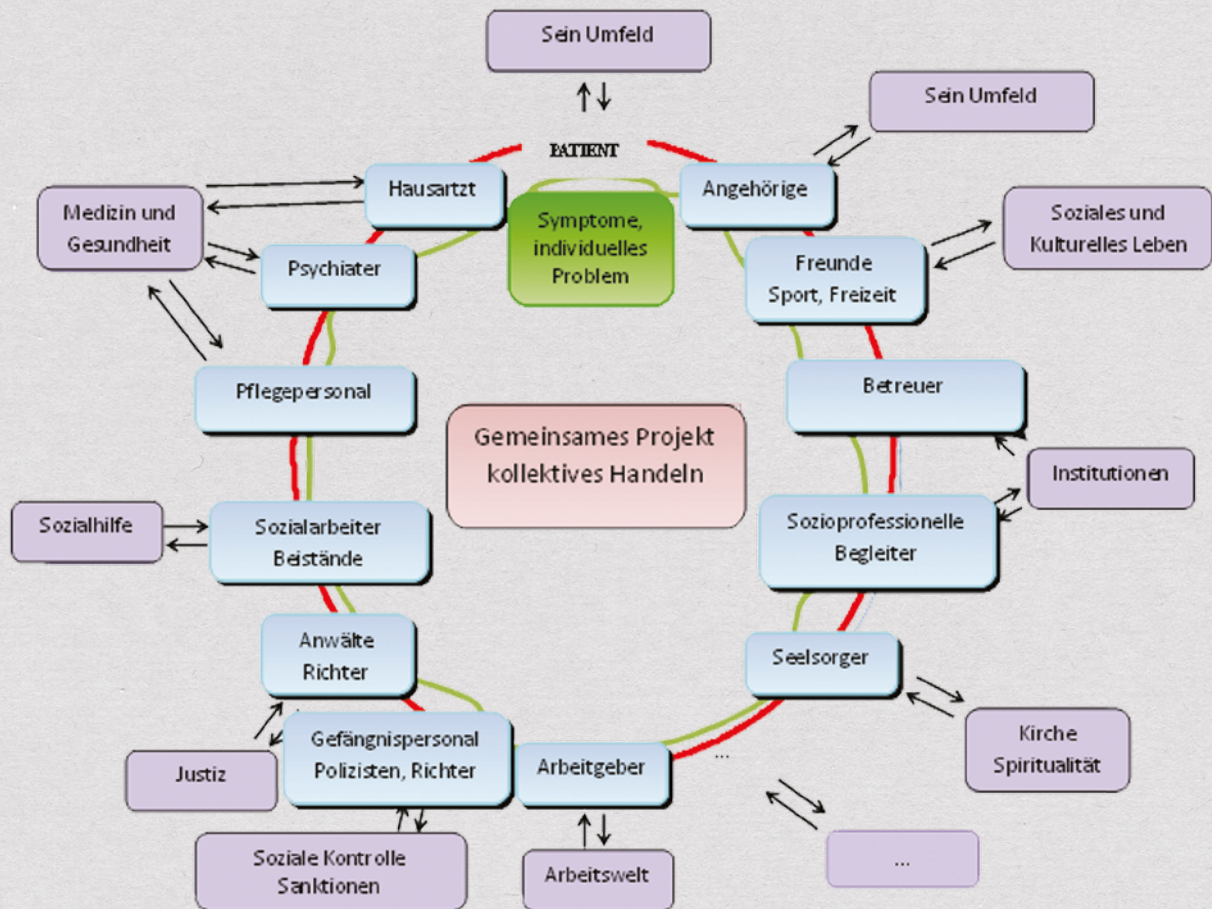 Sein Umfeld
Sein Umfeld
PATIENT
Hausartzt
Angehörige
Medizin und
Gesundheit
Symptome,
individuelles
Problem
Soziales und
Kulturelles Leben
Psychiater
Freunde
Sport, Freizeit
Pflegepersonal
Betreuer
Gemeinsames Projekt
kollektives Handeln
Institutionen
Sozialhilfe
Sozialarbeiter
Beistände
Sozioprofessionelle
Begleiter
Anwälte
Richter
Seelsorger
Gefängnispersonal
Polizisten, Richter
Arbeitgeber
...
Kirche
Spiritualität
Justiz
Soziale Kontrolle
Sanktionen
Arbeitswelt
...